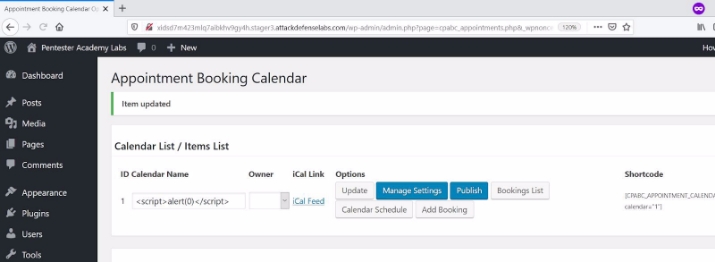 Appointment Booking Calendar Op
xidsd7m423mlq7aibkhv9gy4h.stager3.attackdefenselabs.com/wp-admin/admin.php?page=cpabc_appointments.php&_wpnonc
120%
Pentester Academy Labs
0
New
How
Dashboard
Posts
Media
Pages
Comments
Appearance
Plugins
Users
Tools
Appointment Booking Calendar
Item updated
Calendar List / Items List
ID Calendar Name Owner iCal Link Options Shortcode
1 <script>alert(0)</script> iCal Feed Update Manage Settings Publish Bookings List
[CPABC_APPOINTMENT_CALENDA
calendar="1"]
Calendar Schedule Add Booking